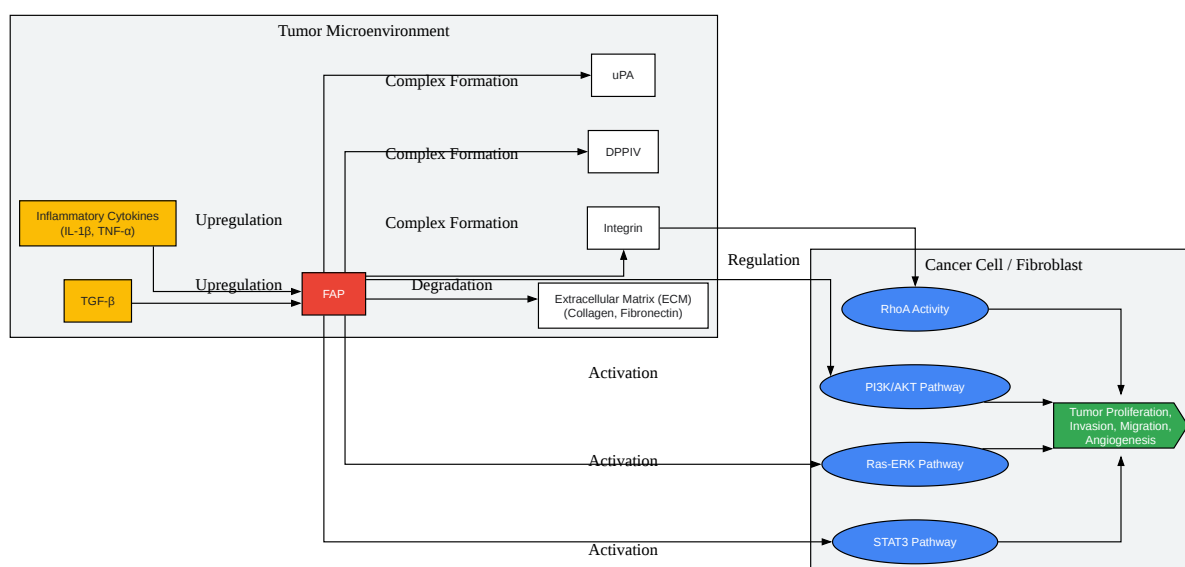 Tumor Microenvironment
uPA
Complex Formation
DPPIV
Complex Formation
Inflammatory Cytokines
(IL-1β, TNF-α)
Upregulation
Complex Formation
Integrin
Regulation
Cancer Cell / Fibroblast
TGF-β
Upregulation
FAP
Degradation
Extracellular Matrix (ECM)
(Collagen, Fibronectin)
RhoA Activity
Activation
PI3K/AKT Pathway
Tumor Proliferation,
Invasion, Migration,
Angiogenesis
Activation
Ras-ERK Pathway
Activation
STAT3 Pathway